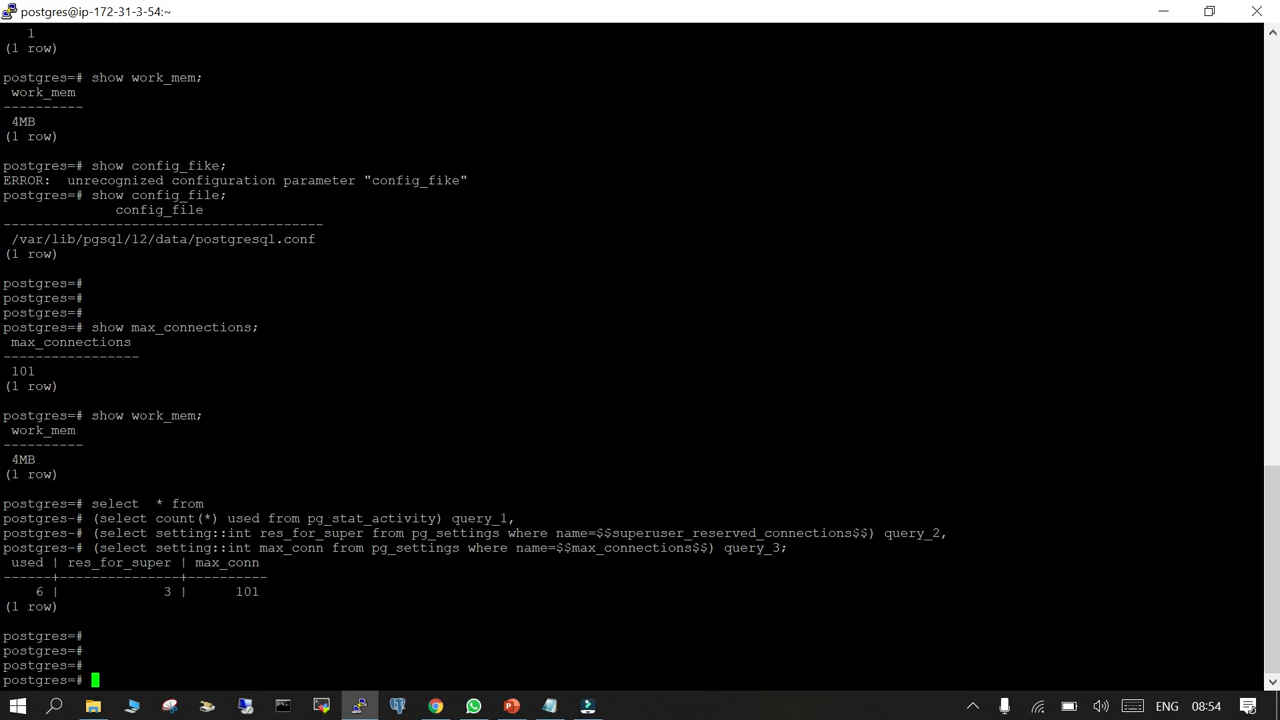 postgres@ip-172-31-3-54:~
1
(1 row)
postgres=# show work_mem;
work_mem
----------
4MB
(1 row)
postgres=# show config_fike;
ERROR:  unrecognized configuration parameter "config_fike"
postgres=# show config_file;
config_file
----------------------------------------
/var/lib/pgsql/12/data/postgresql.conf
(1 row)
postgres=#
postgres=#
postgres=#
postgres=# show max_connections;
max_connections
-----------------
101
(1 row)
postgres=# show work_mem;
work_mem
----------
4MB
(1 row)
postgres=# select  * from
postgres-# (select count(*) used from pg_stat_activity) query_1,
postgres-# (select setting::int res_for_super from pg_settings where name=$$superuser_reserved_connections$$) query_2,
postgres-# (select setting::int max_conn from pg_settings where name=$$max_connections$$) query_3;
used | res_for_super | max_conn
------+---------------+----------
6 |             3 |      101
(1 row)
postgres=#
postgres=#
postgres=#
postgres=#
ENG 08:54